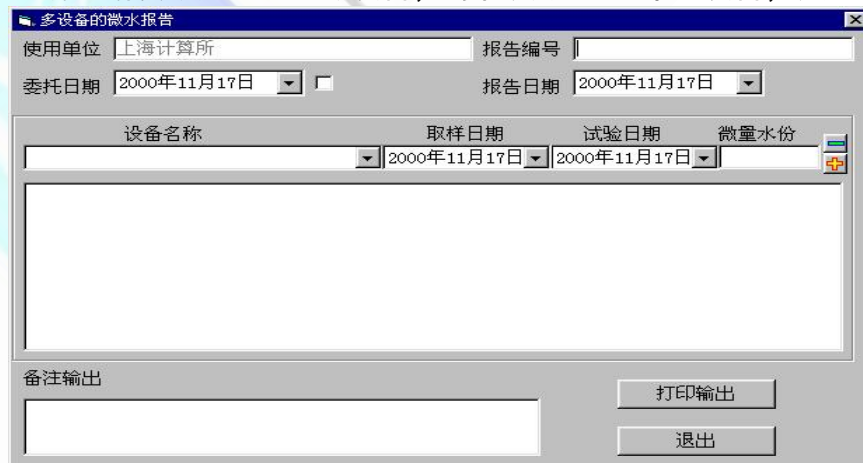 多设备的微水报告
使用单位 上海计算所 报告编号
委托日期 2000年11月17日 报告日期 2000年11月17日
设备名称 取样日期 试验日期 微量水份
2000年11月17日 2000年11月17日
备注输出
打印输出
退出